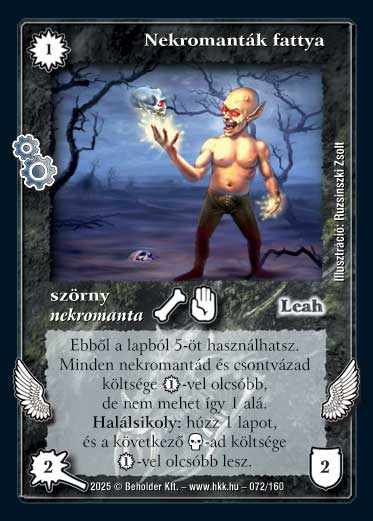 1
Nekromanták fattya
Illusztráció: Ruzsinszki Zsolt
szörny
nekromanta
Leah
Ebből a lapból 5-öt használhatsz.
Minden nekromantád és csontvázad
költsége 1-vel olcsóbb,
de nem mehet így 1 alá.
Halálsikoly: húzz 1 lapot,
és a következő -ad költsége
1-vel olcsóbb lesz.
2
2
2025 © Beholder Kft. – www.hkk.hu – 072/160